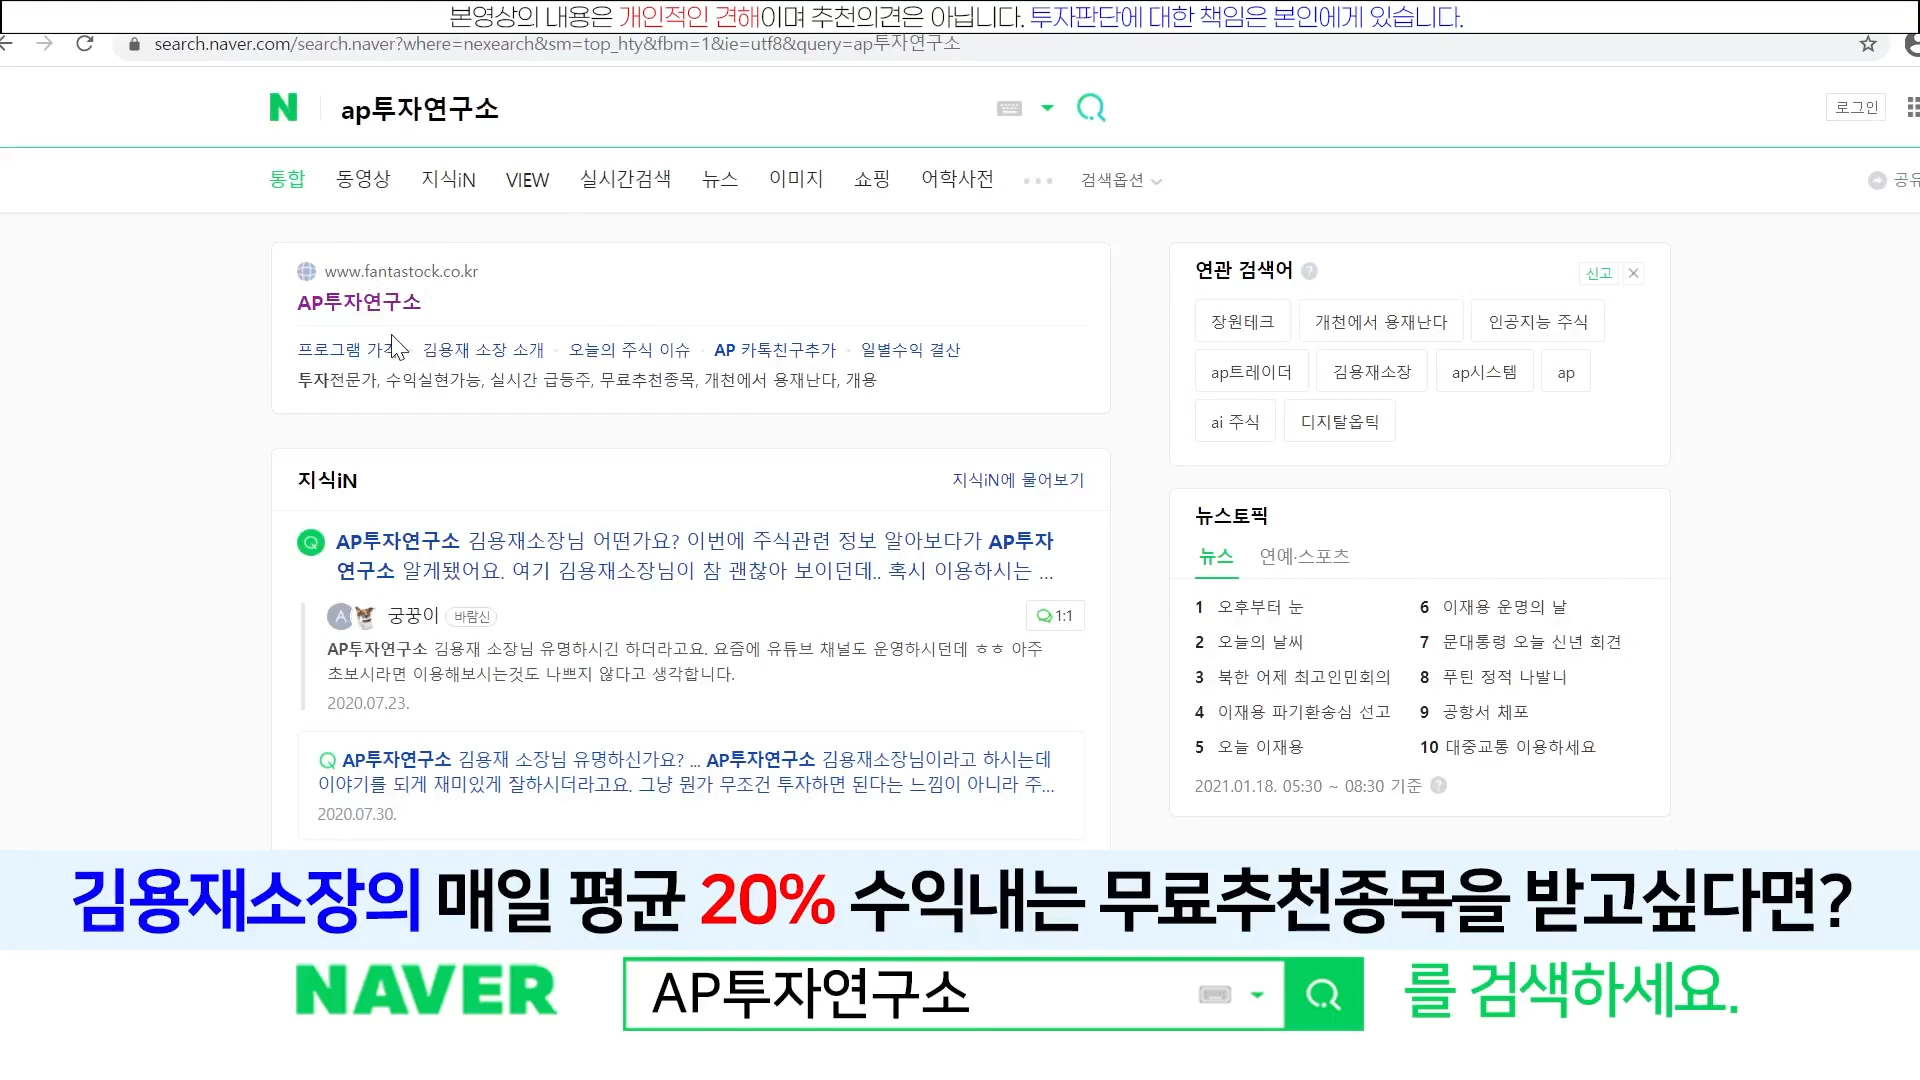 본영상의 내용은 개인적인 견해이며 추천의견은 아닙니다. 투자판단에 대한 책임은 본인에게 있습니다.
search.naver.com/search.naver?where=nexearch&sm=top_hty&fbm=1&ie=utf8&query=ap투자연구소
N ap투자연구소
로그인
통합 동영상 지식iN VIEW 실시간검색 뉴스 이미지 쇼핑 어학사전 검색옵션
공유
www.fantastock.co.kr
AP투자연구소
프로그램 가 김용재 소장 소개 오늘의 주식 이슈 AP 카톡친구추가 일별수익 결산
투자전문가, 수익실현가능, 실시간 급등주, 무료추천종목, 개천에서 용재난다, 개용
지식iN 지식iN에 물어보기
AP투자연구소 김용재소장님 어떤가요? 이번에 주식관련 정보 알아보다가 AP투자
연구소 알게됐어요. 여기 김용재소장님이 참 괜찮아 보이던데.. 혹시 이용하시는 ...
A 궁꿍이 바람신 1:1
AP투자연구소 김용재 소장님 유명하시긴 하더라고요. 요즘에 유튜브 채널도 운영하시던데 ㅎㅎ 아주
초보시라면 이용해보시는것도 나쁘지 않다고 생각합니다.
2020.07.23.
AP투자연구소 김용재 소장님 유명하신가요? ... AP투자연구소 김용재소장님이라고 하시는데
이야기를 되게 재미있게 잘하시더라고요. 그냥 뭔가 무조건 투자하면 된다는 느낌이 아니라 주...
2020.07.30.
연관 검색어 ? 신고
장원테크 개천에서 용재난다 인공지능 주식
ap트레이더 김용재소장 ap시스템 ap
ai 주식 디지탈옵틱
뉴스토픽
뉴스 연예·스포츠
1 오후부터 눈
2 오늘의 날씨
3 북한 어제 최고인민회의
4 이재용 파기환송심 선고
5 오늘 이재용
6 이재용 운명의 날
7 문대통령 오늘 신년 회견
8 푸틴 정적 나발니
9 공항서 체포
10 대중교통 이용하세요
2021.01.18. 05:30 ~ 08:30 기준 ?
김용재소장의 매일 평균 20% 수익내는 무료추천종목을 받고싶다면?
NAVER AP투자연구소 를 검색하세요.